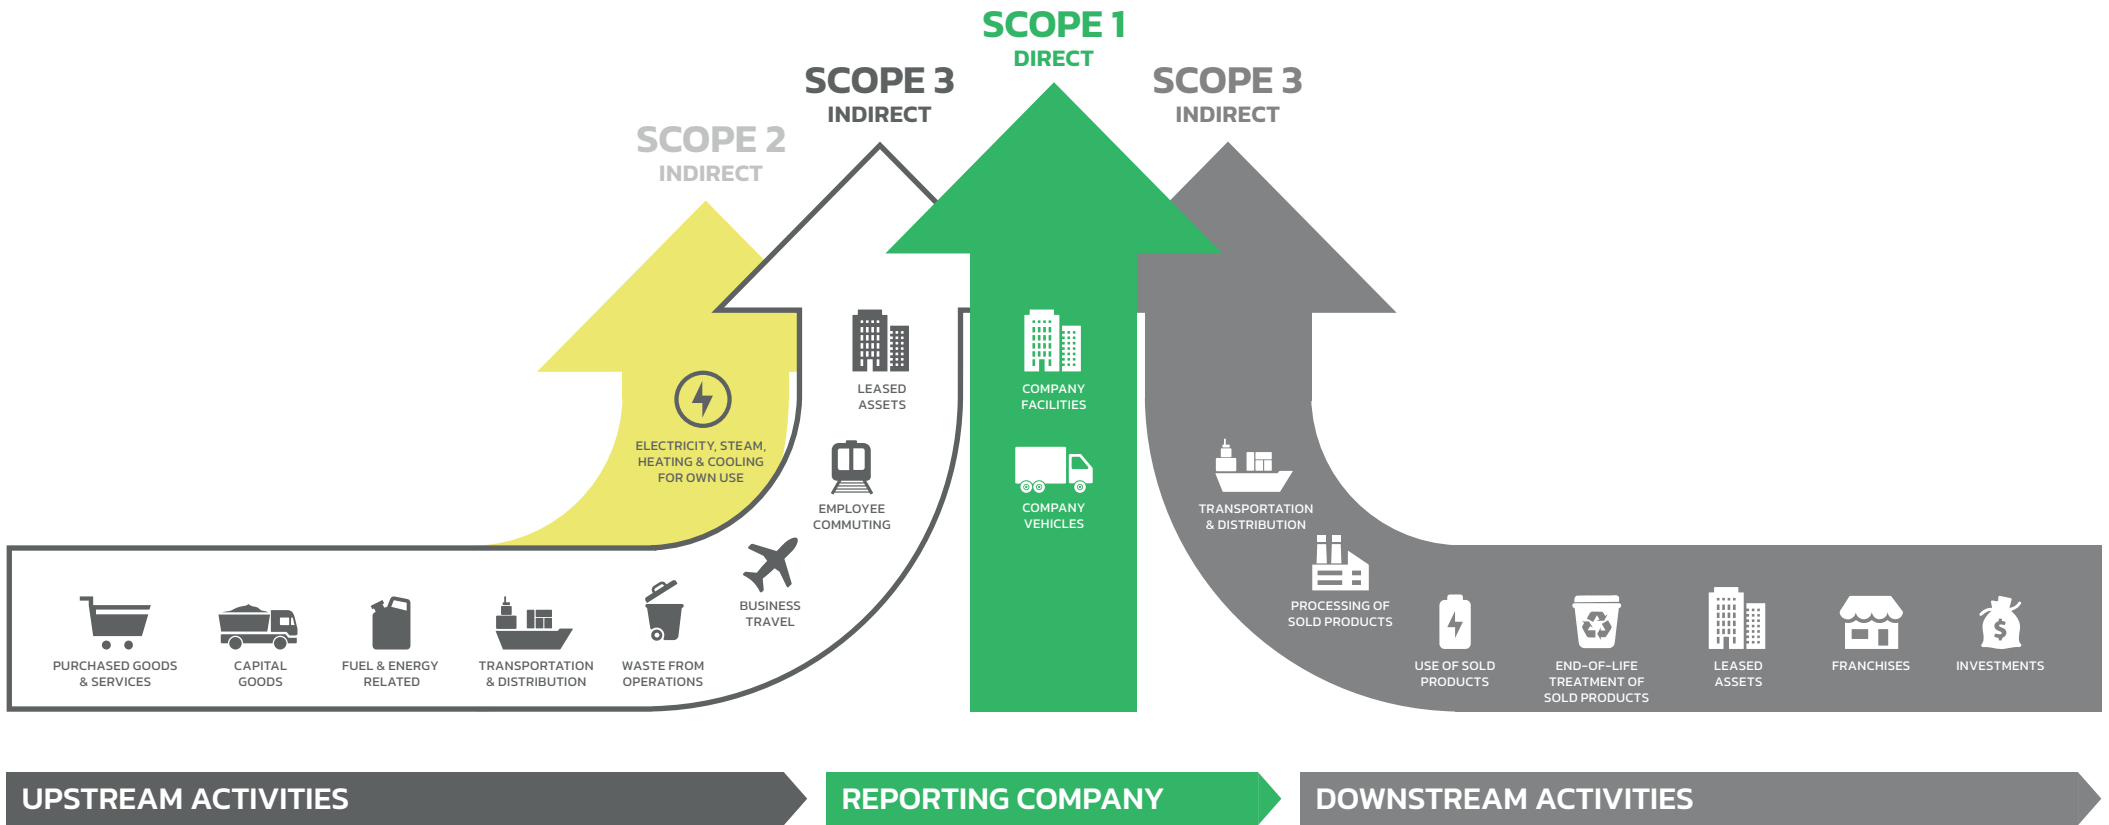 SCOPE 1
DIRECT
SCOPE 3
INDIRECT
SCOPE 3
INDIRECT
SCOPE 2
INDIRECT
LEASED
ASSETS
COMPANY
FACILITIES
ELECTRICITY, STEAM,
HEATING & COOLING
FOR OWN USE
EMPLOYEE
COMMUTING
COMPANY
VEHICLES
TRANSPORTATION
& DISTRIBUTION
BUSINESS
TRAVEL
PROCESSING OF
SOLD PRODUCTS
PURCHASED GOODS
& SERVICES
CAPITAL
GOODS
FUEL & ENERGY
RELATED
TRANSPORTATION
& DISTRIBUTION
WASTE FROM
OPERATIONS
USE OF SOLD
PRODUCTS
END-OF-LIFE
TREATMENT OF
SOLD PRODUCTS
LEASED
ASSETS
FRANCHISES
$
INVESTMENTS
UPSTREAM ACTIVITIES
REPORTING COMPANY
DOWNSTREAM ACTIVITIES